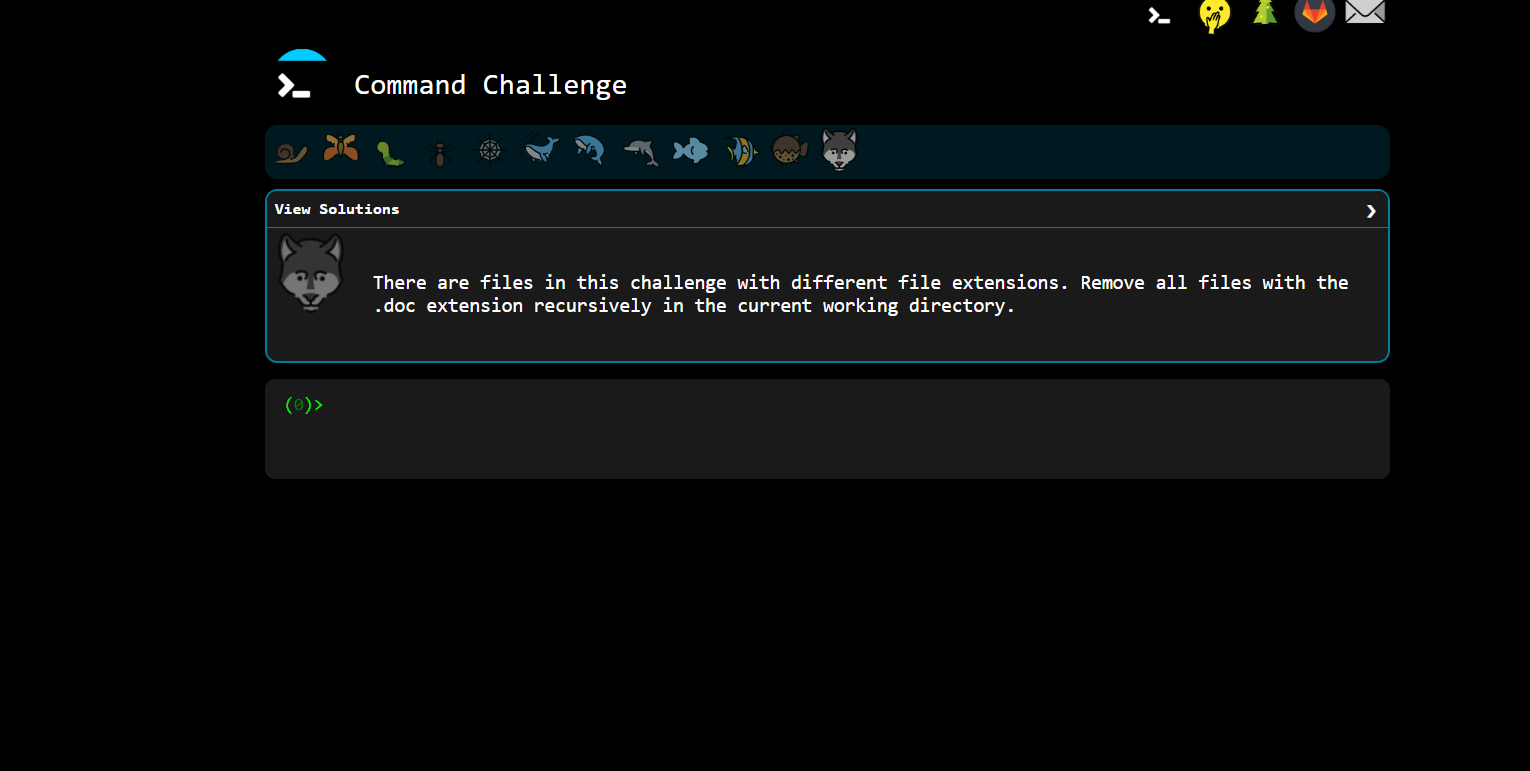 Command Challenge
View Solutions
There are files in this challenge with different file extensions. Remove all files with the
.doc extension recursively in the current working directory.
(0)>